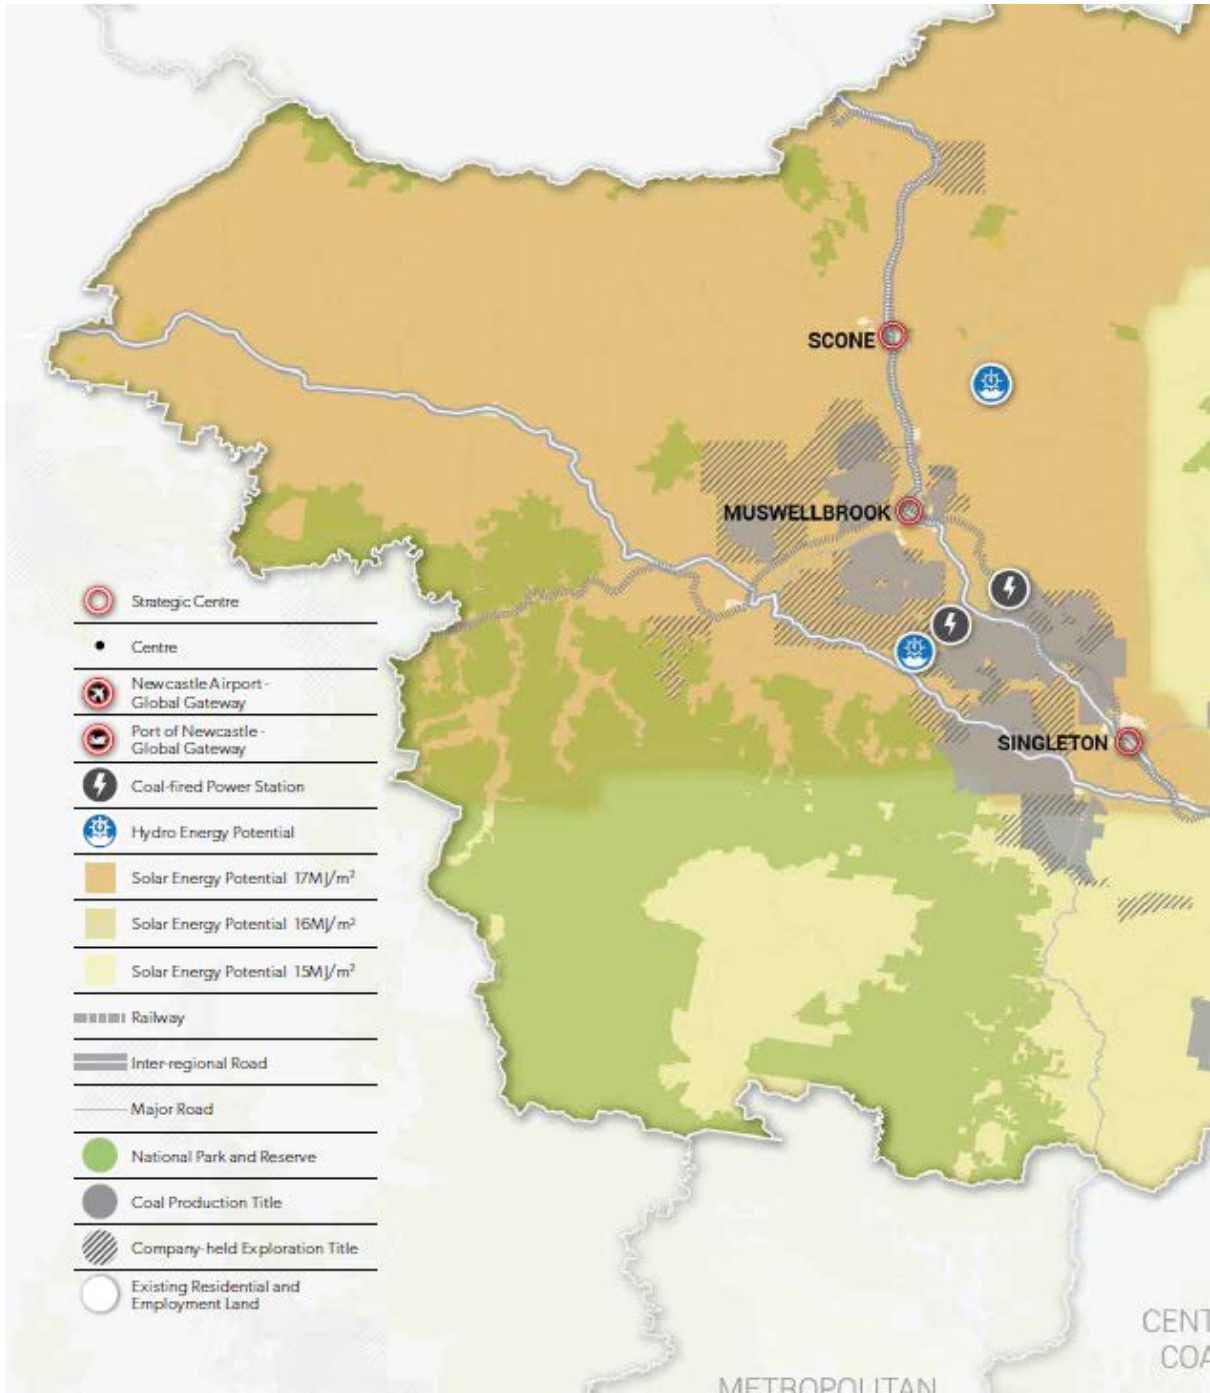 SCONE
MUSWELLBROOK
SINGLETON
Strategic Centre
Centre
Newcastle Airport -
Global Gateway
Port of Newcastle -
Global Gateway
Coal-fired Power Station
Hydro Energy Potential
Solar Energy Potential 17MJ/m²
Solar Energy Potential 16MJ/m²
Solar Energy Potential 15MJ/m²
Railway
Inter-regional Road
Major Road
National Park and Reserve
Coal Production Title
Company-held Exploration Title
Existing Residential and
Employment Land
CENT
COA
METROPOLITAN